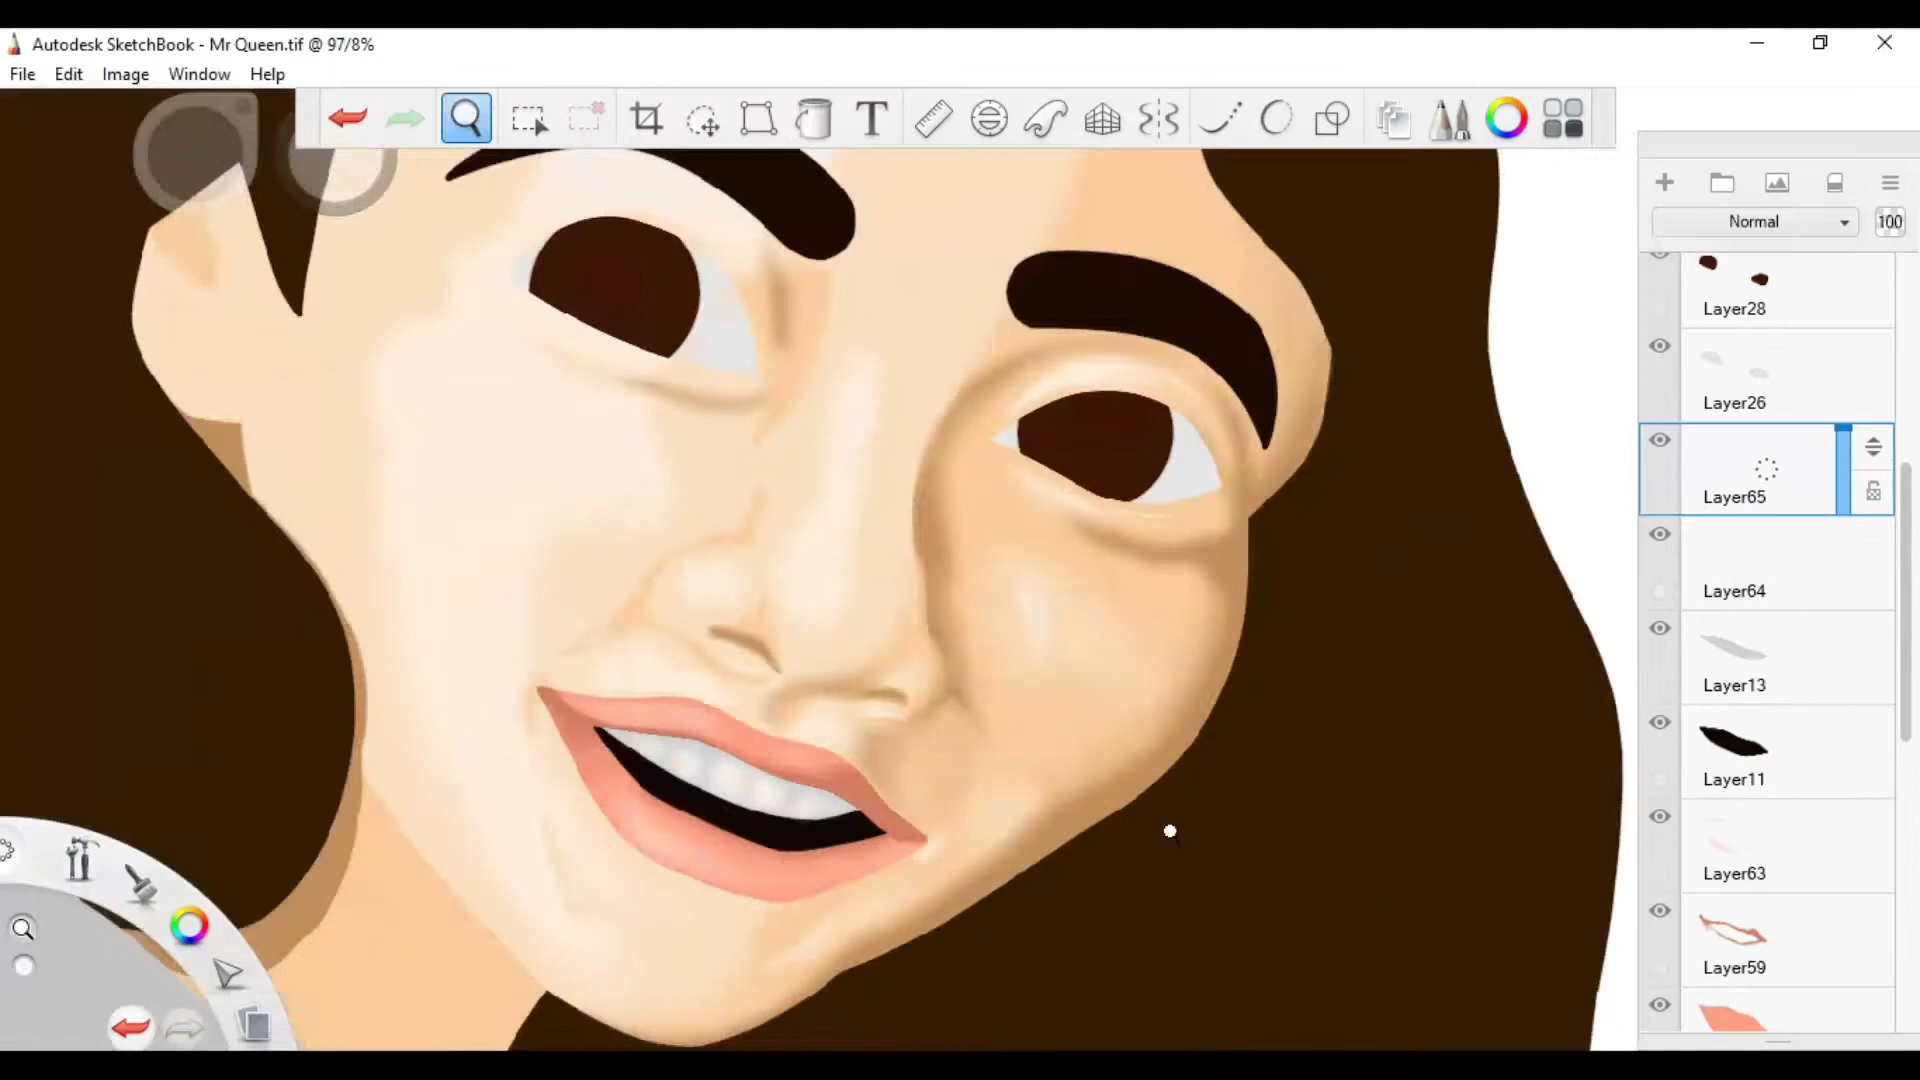 Autodesk SketchBook - Mr Queen.tif @ 97/8%
File Edit Image Window Help
T
Normal 100
Layer28
Layer26
Layer65
Layer64
Layer13
Layer11
Layer63
Layer59